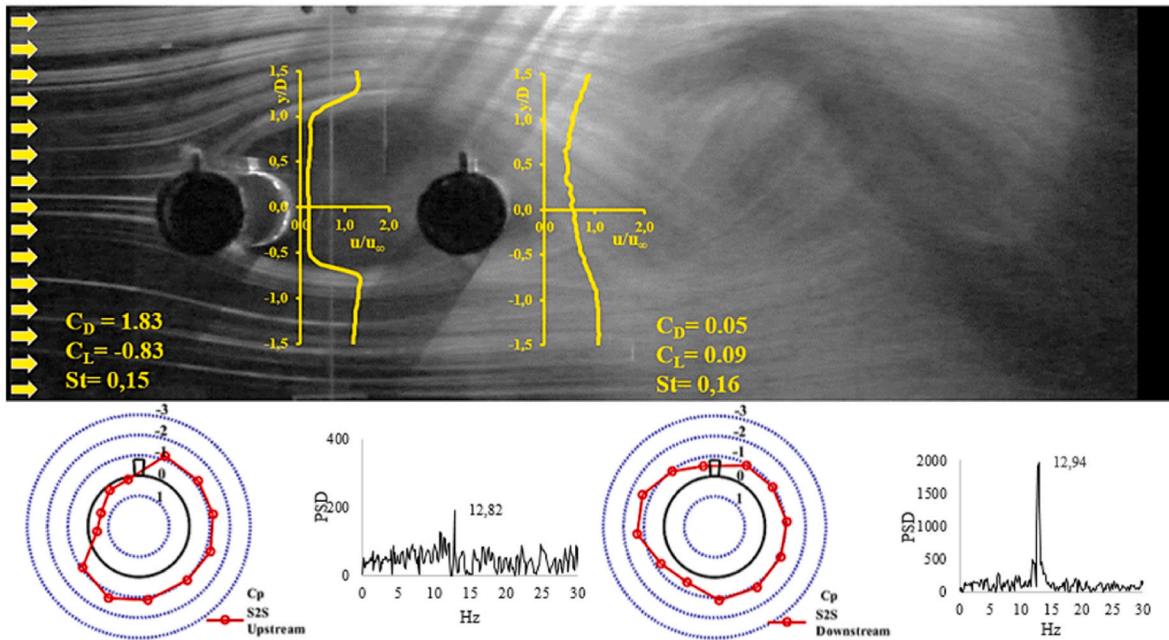 1,5
1,0
0,5
0,0
-0,5
-1,0
-1,5
y/D
0,0
1,0
2,0
u/u∞
1,5
1,0
0,5
0,0
-0,5
-1,0
-1,5
y/D
0,0
1,0
2,0
u/u∞
C_D = 1.83
C_L= -0.83
St= 0,15
C_D= 0.05
C_L= 0.09
St= 0,16
-3
-2
-1
0
1
Cp
S2S
Upstream
400
200
0
PSD
12,82
0 5 10 15 20 25 30
Hz
-3
-2
-1
0
1
Cp
S2S
Downstream
2000
1500
1000
500
0
PSD
12,94
0 5 10 15 20 25 30
Hz